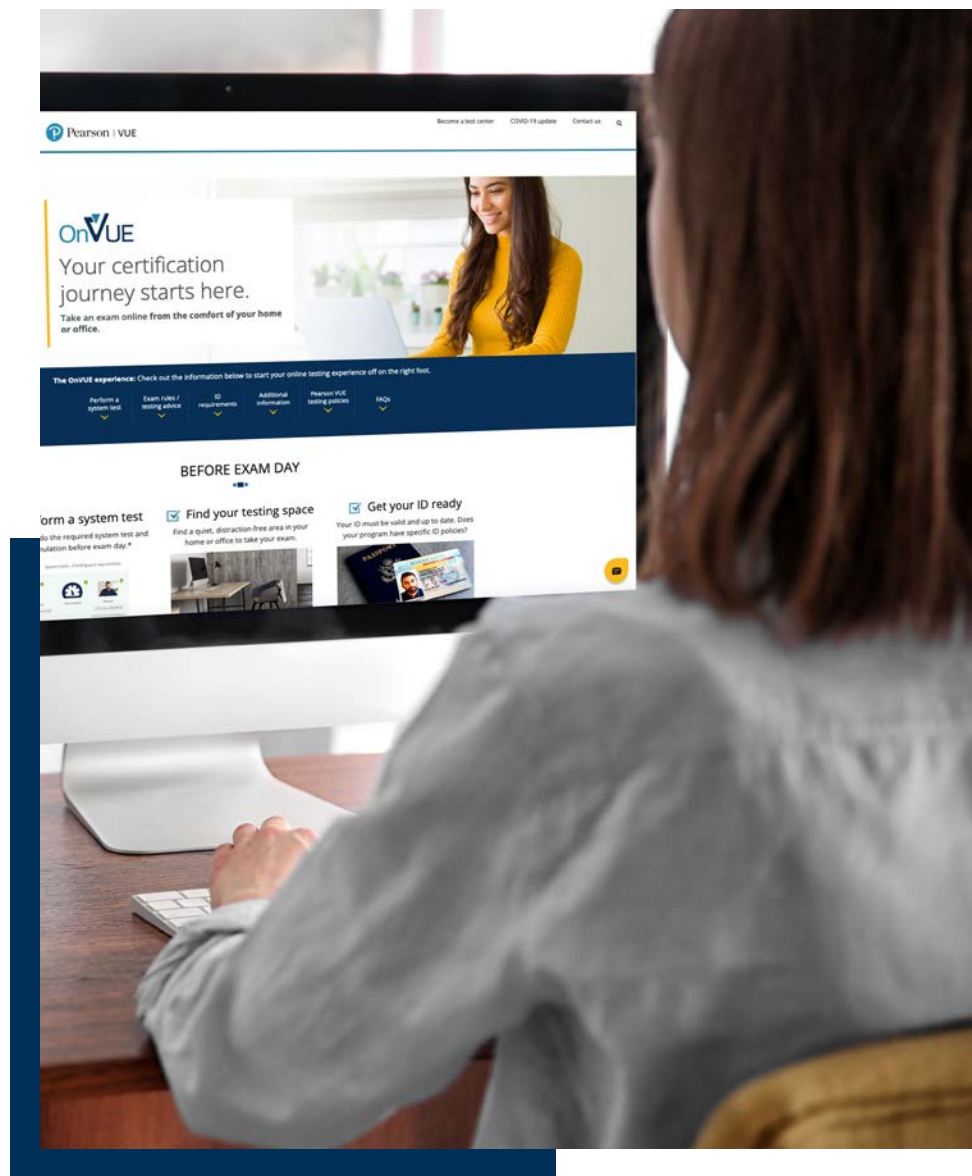 Pearson | VUE
Become a test center COVID-19 update Contact us
OnVUE
Your certification
journey starts here.
Take an exam online from the comfort of your home
or office.
The OnVUE experience: Check out the information below to start your online testing experience off on the right foot.
Perform a
system test
Exam rules /
testing advice
ID
requirements
Additional
information
Pearson VUE
testing policies
FAQs
BEFORE EXAM DAY
orm a system test
do the required system test and
ulation before exam day.*
Find your testing space
Find a quiet, distraction-free area in your
home or office to take your exam.
Get your ID ready
Your ID must be valid and up to date. Does
your program have specific ID policies?
PASSPORT